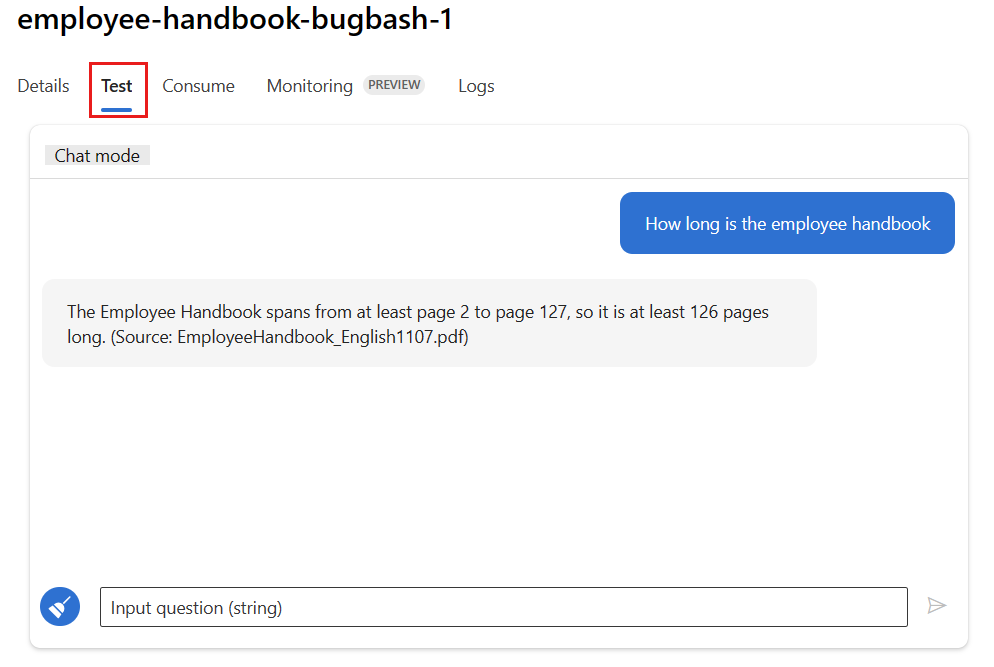 employee-handbook-bugbash-1
Details Test Consume Monitoring PREVIEW Logs
Chat mode
How long is the employee handbook
The Employee Handbook spans from at least page 2 to page 127, so it is at least 126 pages
long. (Source: EmployeeHandbook_English1107.pdf)
Input question (string)